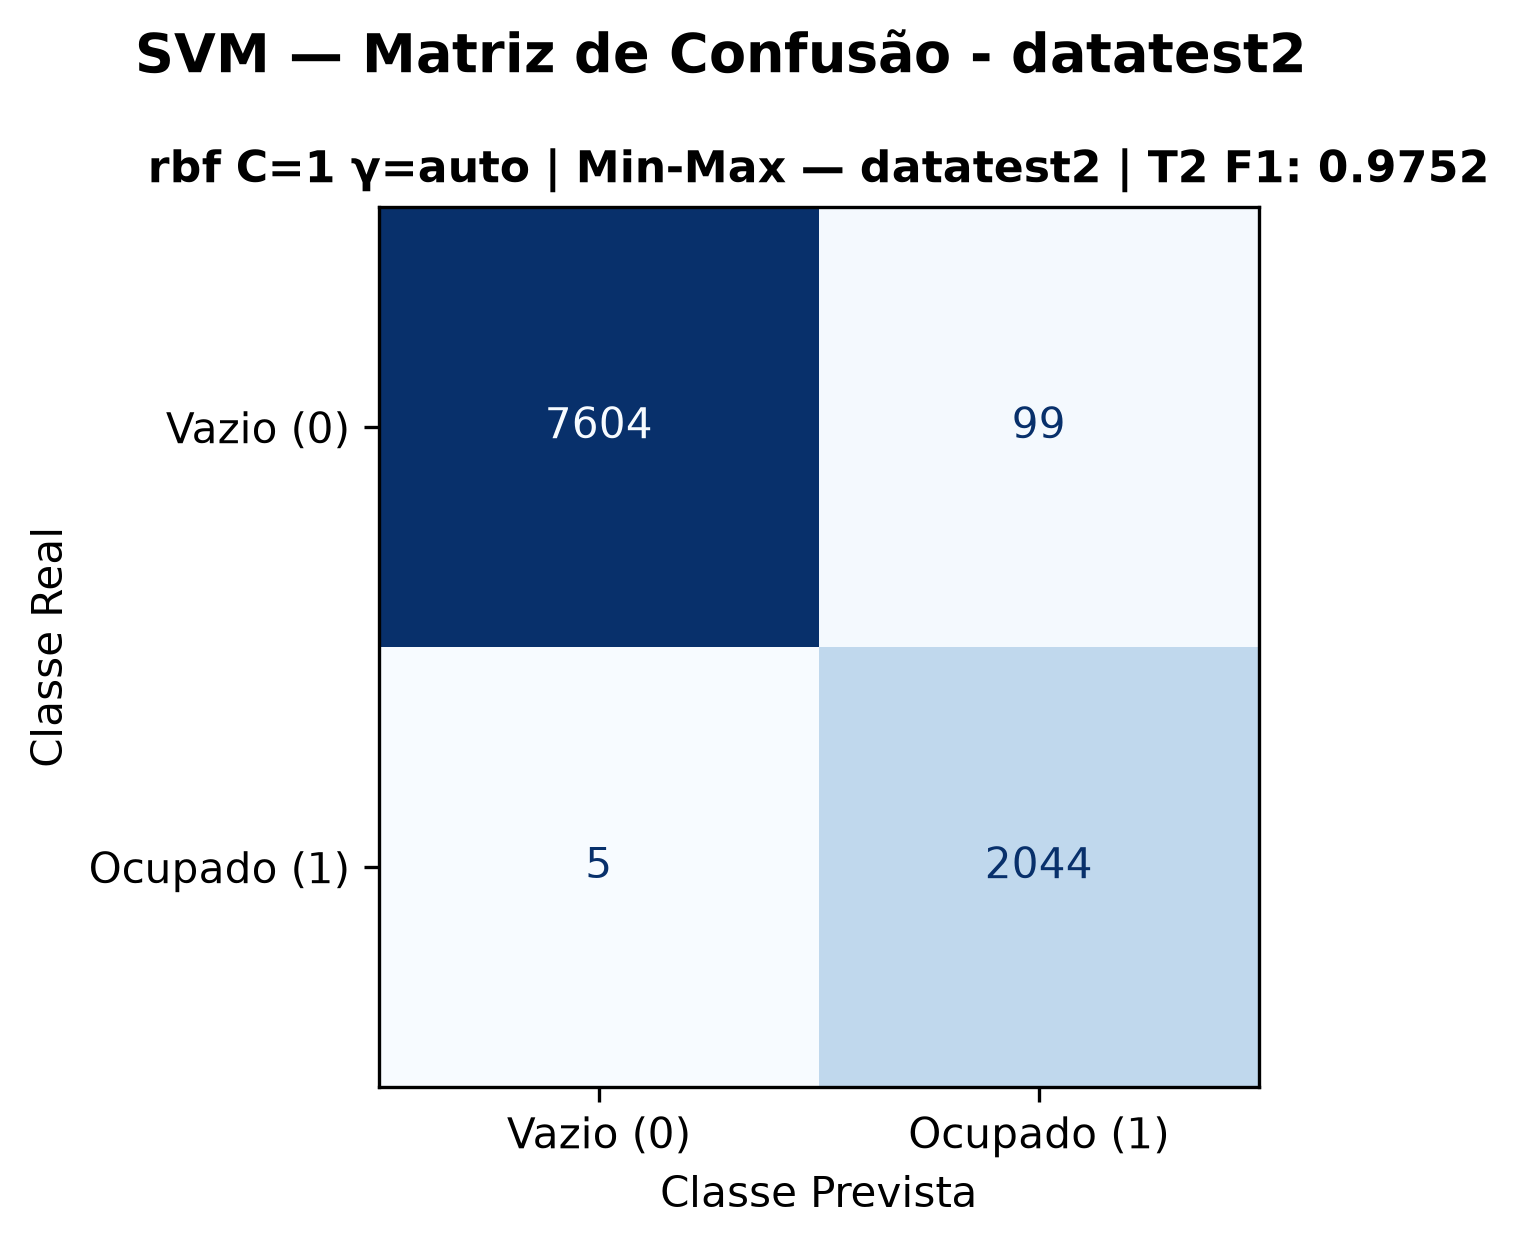 SVM — Matriz de Confusão - datatest2
rbf C=1 γ=auto | Min-Max — datatest2 | T2 F1: 0.9752
Classe Real
Vazio (0)
7604
99
Ocupado (1)
5
2044
Vazio (0)
Ocupado (1)
Classe Prevista